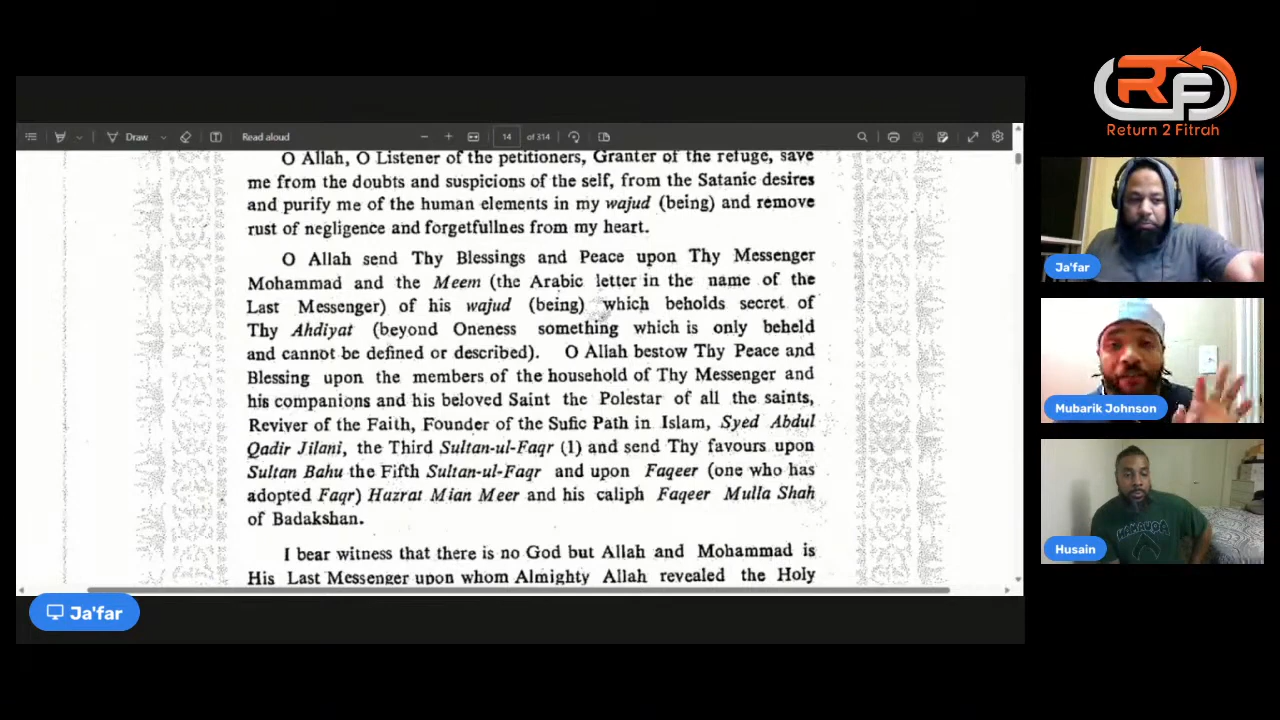 Draw
Read aloud
14
of 314
O Allah, O Listener of the petitioners, Granter of the refuge, save
me from the doubts and suspicions of the self, from the Satanic desires
and purify me of the human elements in my wajud (being) and remove
rust of negligence and forgetfullnes from my heart.
O Allah send Thy Blessings and Peace upon Thy Messenger
Mohammad and the Meem (the Arabic letter in the name of the
Last Messenger) of his wajud (being) which beholds secret of
Thy Ahdiyat (beyond Oneness something which is only beheld
and cannot be defined or described). O Allah bestow Thy Peace and
Blessing upon the members of the household of Thy Messenger and
his companions and his beloved Saint the Polestar of all the saints,
Reviver of the Faith, Founder of the Sufic Path in Islam, Syed Abdul
Qadir Jilani, the Third Sultan-ul-Faqr (1) and send Thy favours upon
Sultan Bahu the Fifth Sultan-ul-Faqr and upon Faqeer (one who has
adopted Faqr) Hazrat Mian Meer and his caliph Faqeer Mulla Shah
of Badakshan.
I bear witness that there is no God but Allah and Mohammad is
His Last Messenger upon whom Almighty Allah revealed the Holy
Ja'far
RF
Return 2 Fitrah
Ja'far
Mubarik Johnson
WAKAUQA
Husain